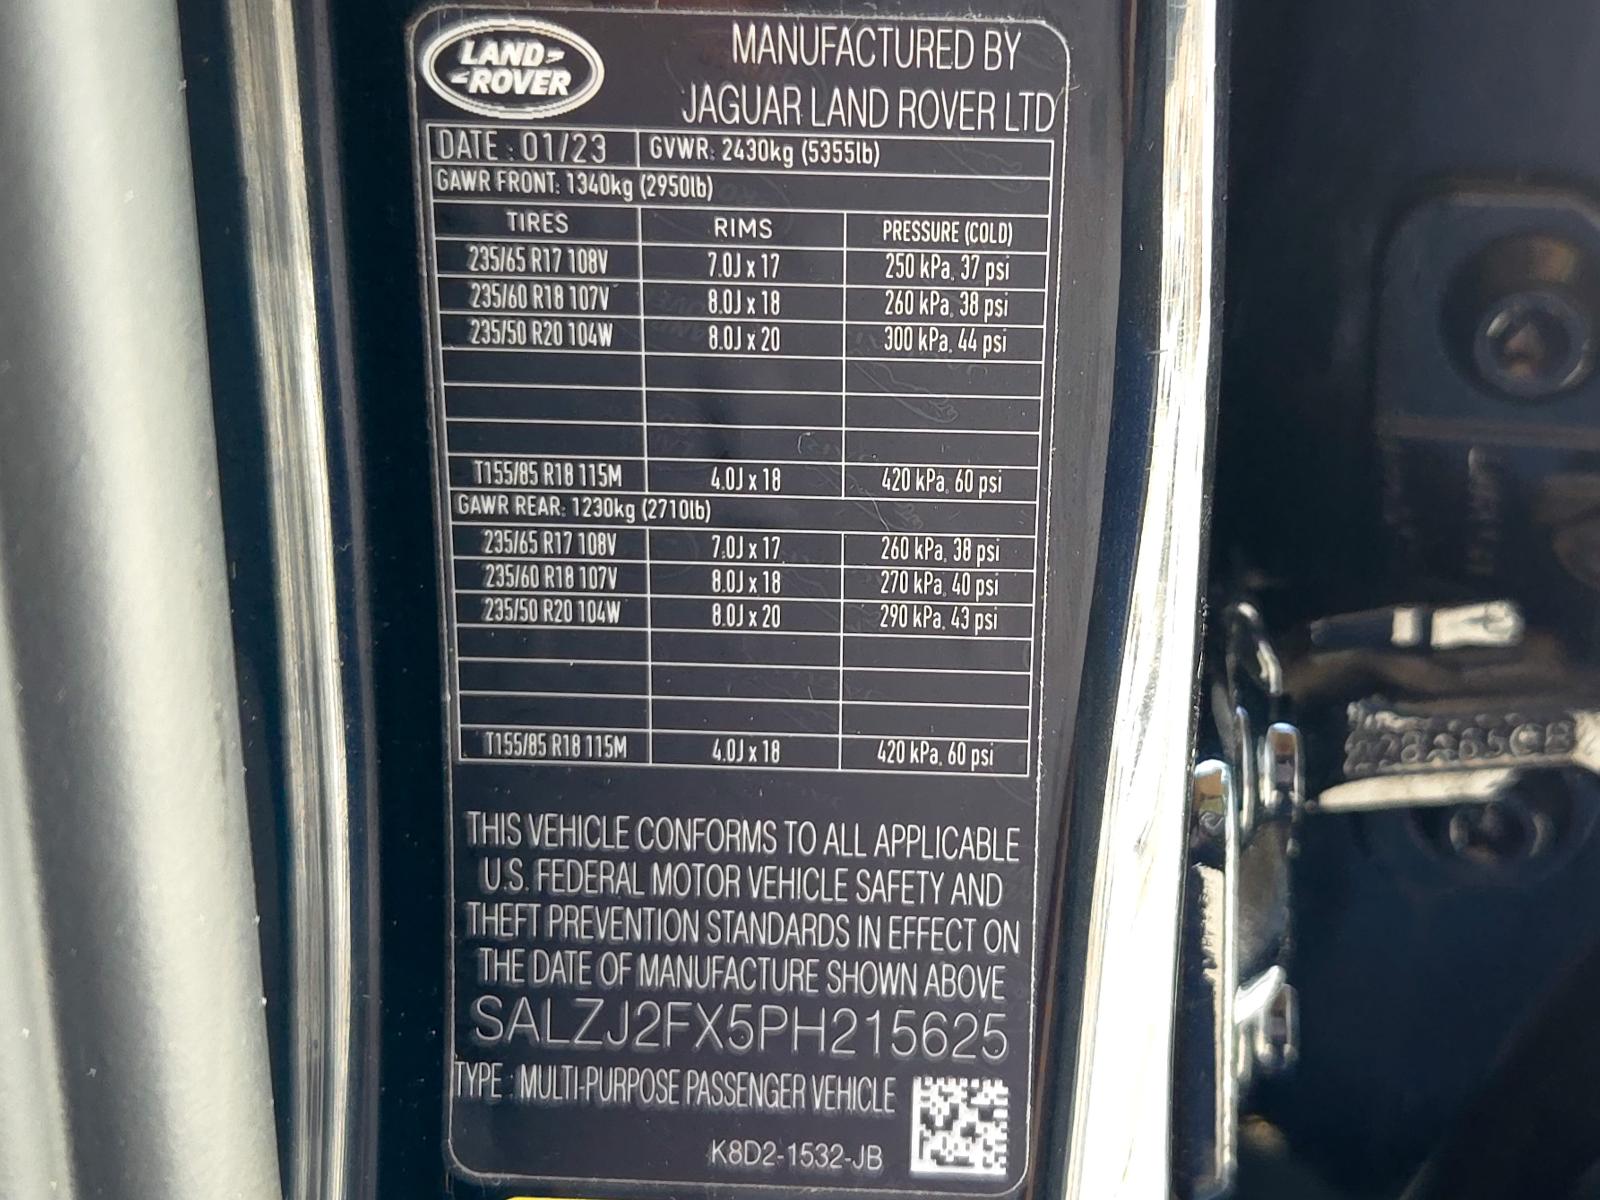 LAND
ROVER
MANUFACTURED BY
JAGUAR LAND ROVER LTD
DATE : 01/23 GVWR: 2430kg (5355lb)
GAWR FRONT: 1340kg (2950lb)
TIRES RIMS PRESSURE (COLD)
235/65 R17 108V 7.0J x 17 250 kPa, 37 psi
235/60 R18 107V 8.0J x 18 260 kPa, 38 psi
235/50 R20 104W 8.0J x 20 300 kPa, 44 psi
T155/85 R18 115M 4.0J x 18 420 kPa, 60 psi
GAWR REAR: 1230kg (2710lb)
235/65 R17 108V 7.0J x 17 260 kPa, 38 psi
235/60 R18 107V 8.0J x 18 270 kPa, 40 psi
235/50 R20 104W 8.0J x 20 290 kPa, 43 psi
T155/85 R18 115M 4.0J x 18 420 kPa, 60 psi
THIS VEHICLE CONFORMS TO ALL APPLICABLE
U.S. FEDERAL MOTOR VEHICLE SAFETY AND
THEFT PREVENTION STANDARDS IN EFFECT ON
THE DATE OF MANUFACTURE SHOWN ABOVE
SALZJ2FX5PH215625
TYPE : MULTI-PURPOSE PASSENGER VEHICLE
K8D2-1532-JB